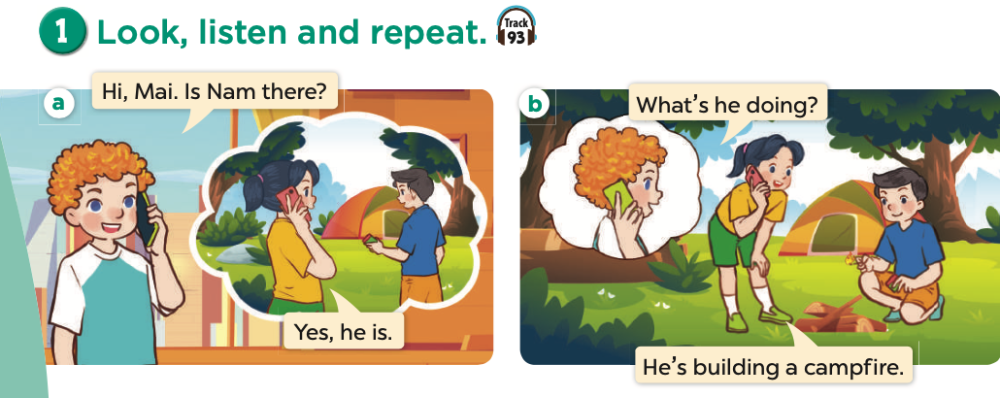 1 Look, listen and repeat. Track 93
a
Hi, Mai. Is Nam there?
Yes, he is.
b
What's he doing?
He's building a campfire.